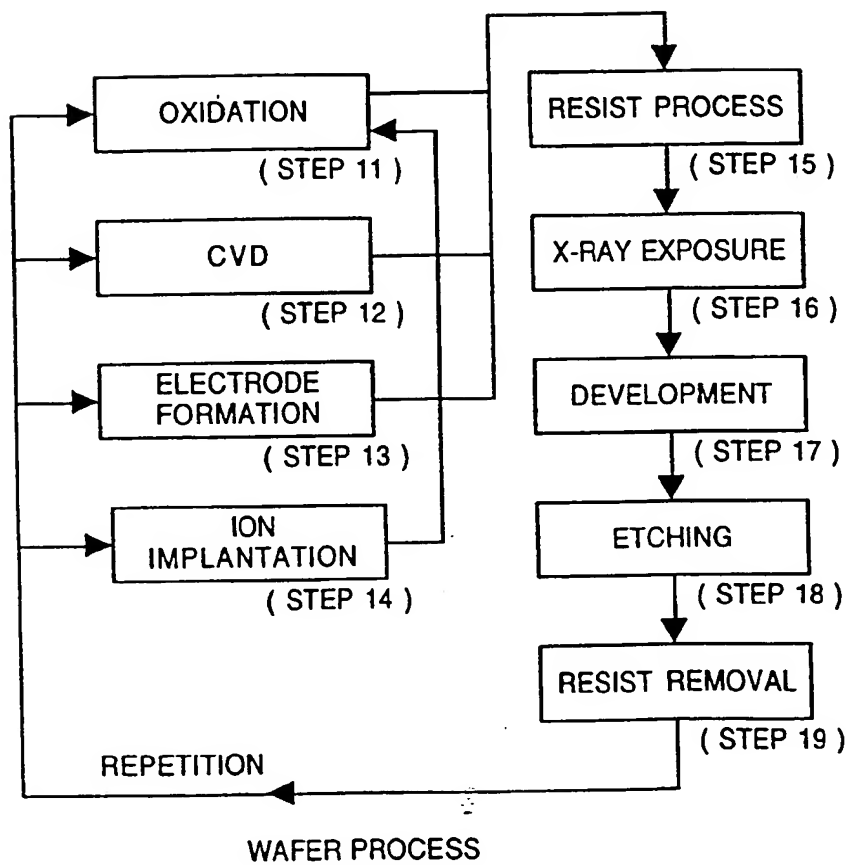 OXIDATION
( STEP 11 )
CVD
( STEP 12 )
ELECTRODE
FORMATION
( STEP 13 )
ION
IMPLANTATION
( STEP 14 )
RESIST PROCESS
( STEP 15 )
X-RAY EXPOSURE
( STEP 16 )
DEVELOPMENT
( STEP 17 )
ETCHING
( STEP 18 )
RESIST REMOVAL
( STEP 19 )
REPETITION
WAFER PROCESS